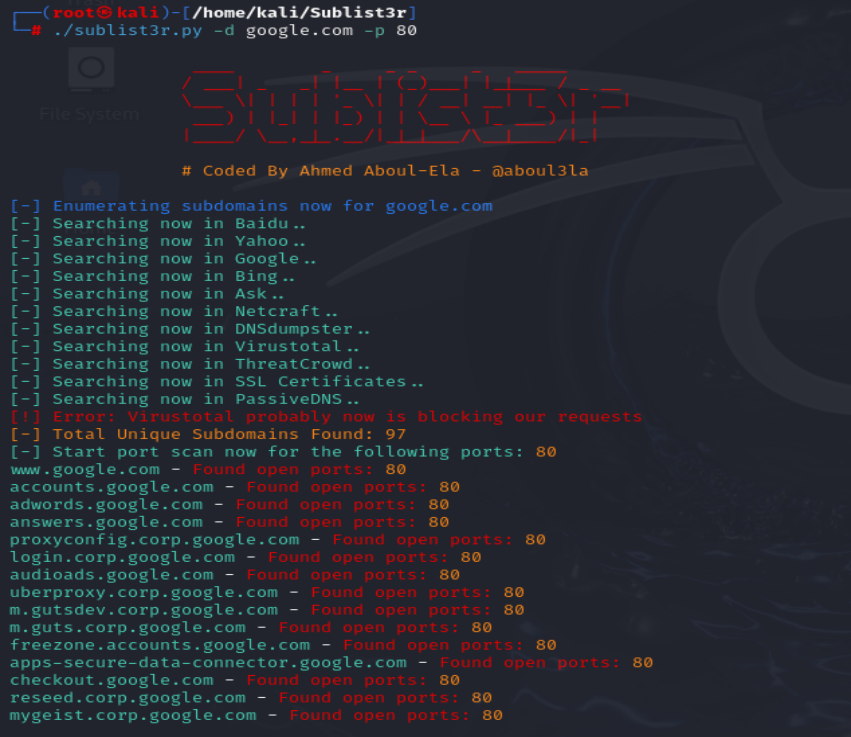 ┌──(root㉿kali)-[/home/kali/Sublist3r]
└─# ./sublist3r.py -d google.com -p 80
File System
Sublist3r
# Coded By Ahmed Aboul-Ela - @aboul3la
[-] Enumerating subdomains now for google.com
[-] Searching now in Baidu..
[-] Searching now in Yahoo..
[-] Searching now in Google..
[-] Searching now in Bing..
[-] Searching now in Ask..
[-] Searching now in Netcraft..
[-] Searching now in DNSdumpster..
[-] Searching now in Virustotal..
[-] Searching now in ThreatCrowd..
[-] Searching now in SSL Certificates..
[-] Searching now in PassiveDNS..
[!] Error: Virustotal probably now is blocking our requests
[-] Total Unique Subdomains Found: 97
[-] Start port scan now for the following ports: 80
www.google.com - Found open ports: 80
accounts.google.com - Found open ports: 80
adwords.google.com - Found open ports: 80
answers.google.com - Found open ports: 80
proxyconfig.corp.google.com - Found open ports: 80
login.corp.google.com - Found open ports: 80
audioads.google.com - Found open ports: 80
uberproxy.corp.google.com - Found open ports: 80
m.gutsdev.corp.google.com - Found open ports: 80
m.guts.corp.google.com - Found open ports: 80
freezone.accounts.google.com - Found open ports: 80
apps-secure-data-connector.google.com - Found open ports: 80
checkout.google.com - Found open ports: 80
reseed.corp.google.com - Found open ports: 80
mygeist.corp.google.com - Found open ports: 80